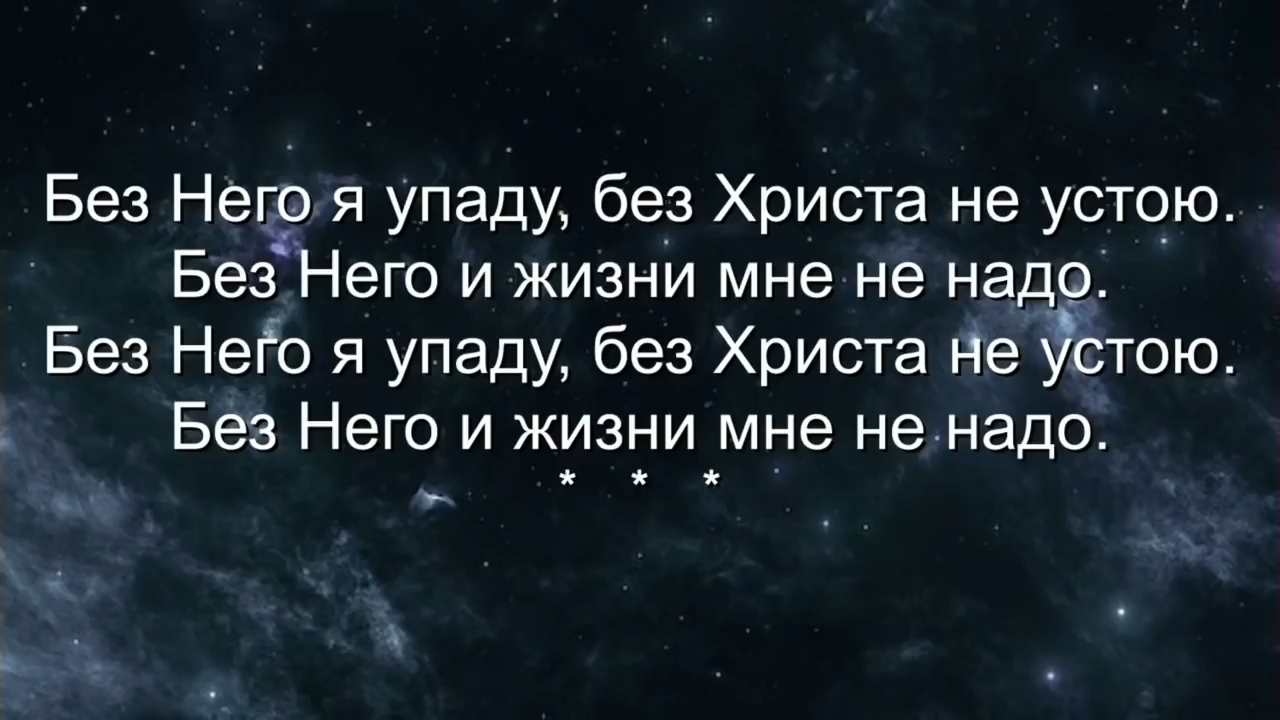 Без Него я упаду, без Христа не устою.
Без Него и жизни мне не надо.
Без Него я упаду, без Христа не устою.
Без Него и жизни мне не надо.
* * *